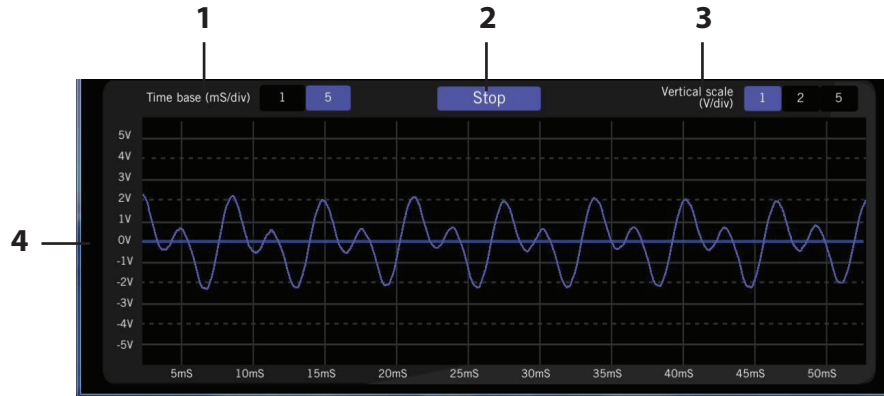 1 2 3
Time base (mS/div) 1 5 Stop Vertical scale (V/div) 1 2 5
5V
4V
3V
2V
1V
4 0V
-1V
-2V
-3V
-4V
-5V
5mS 10mS 15mS 20mS 25mS 30mS 35mS 40mS 45mS 50mS